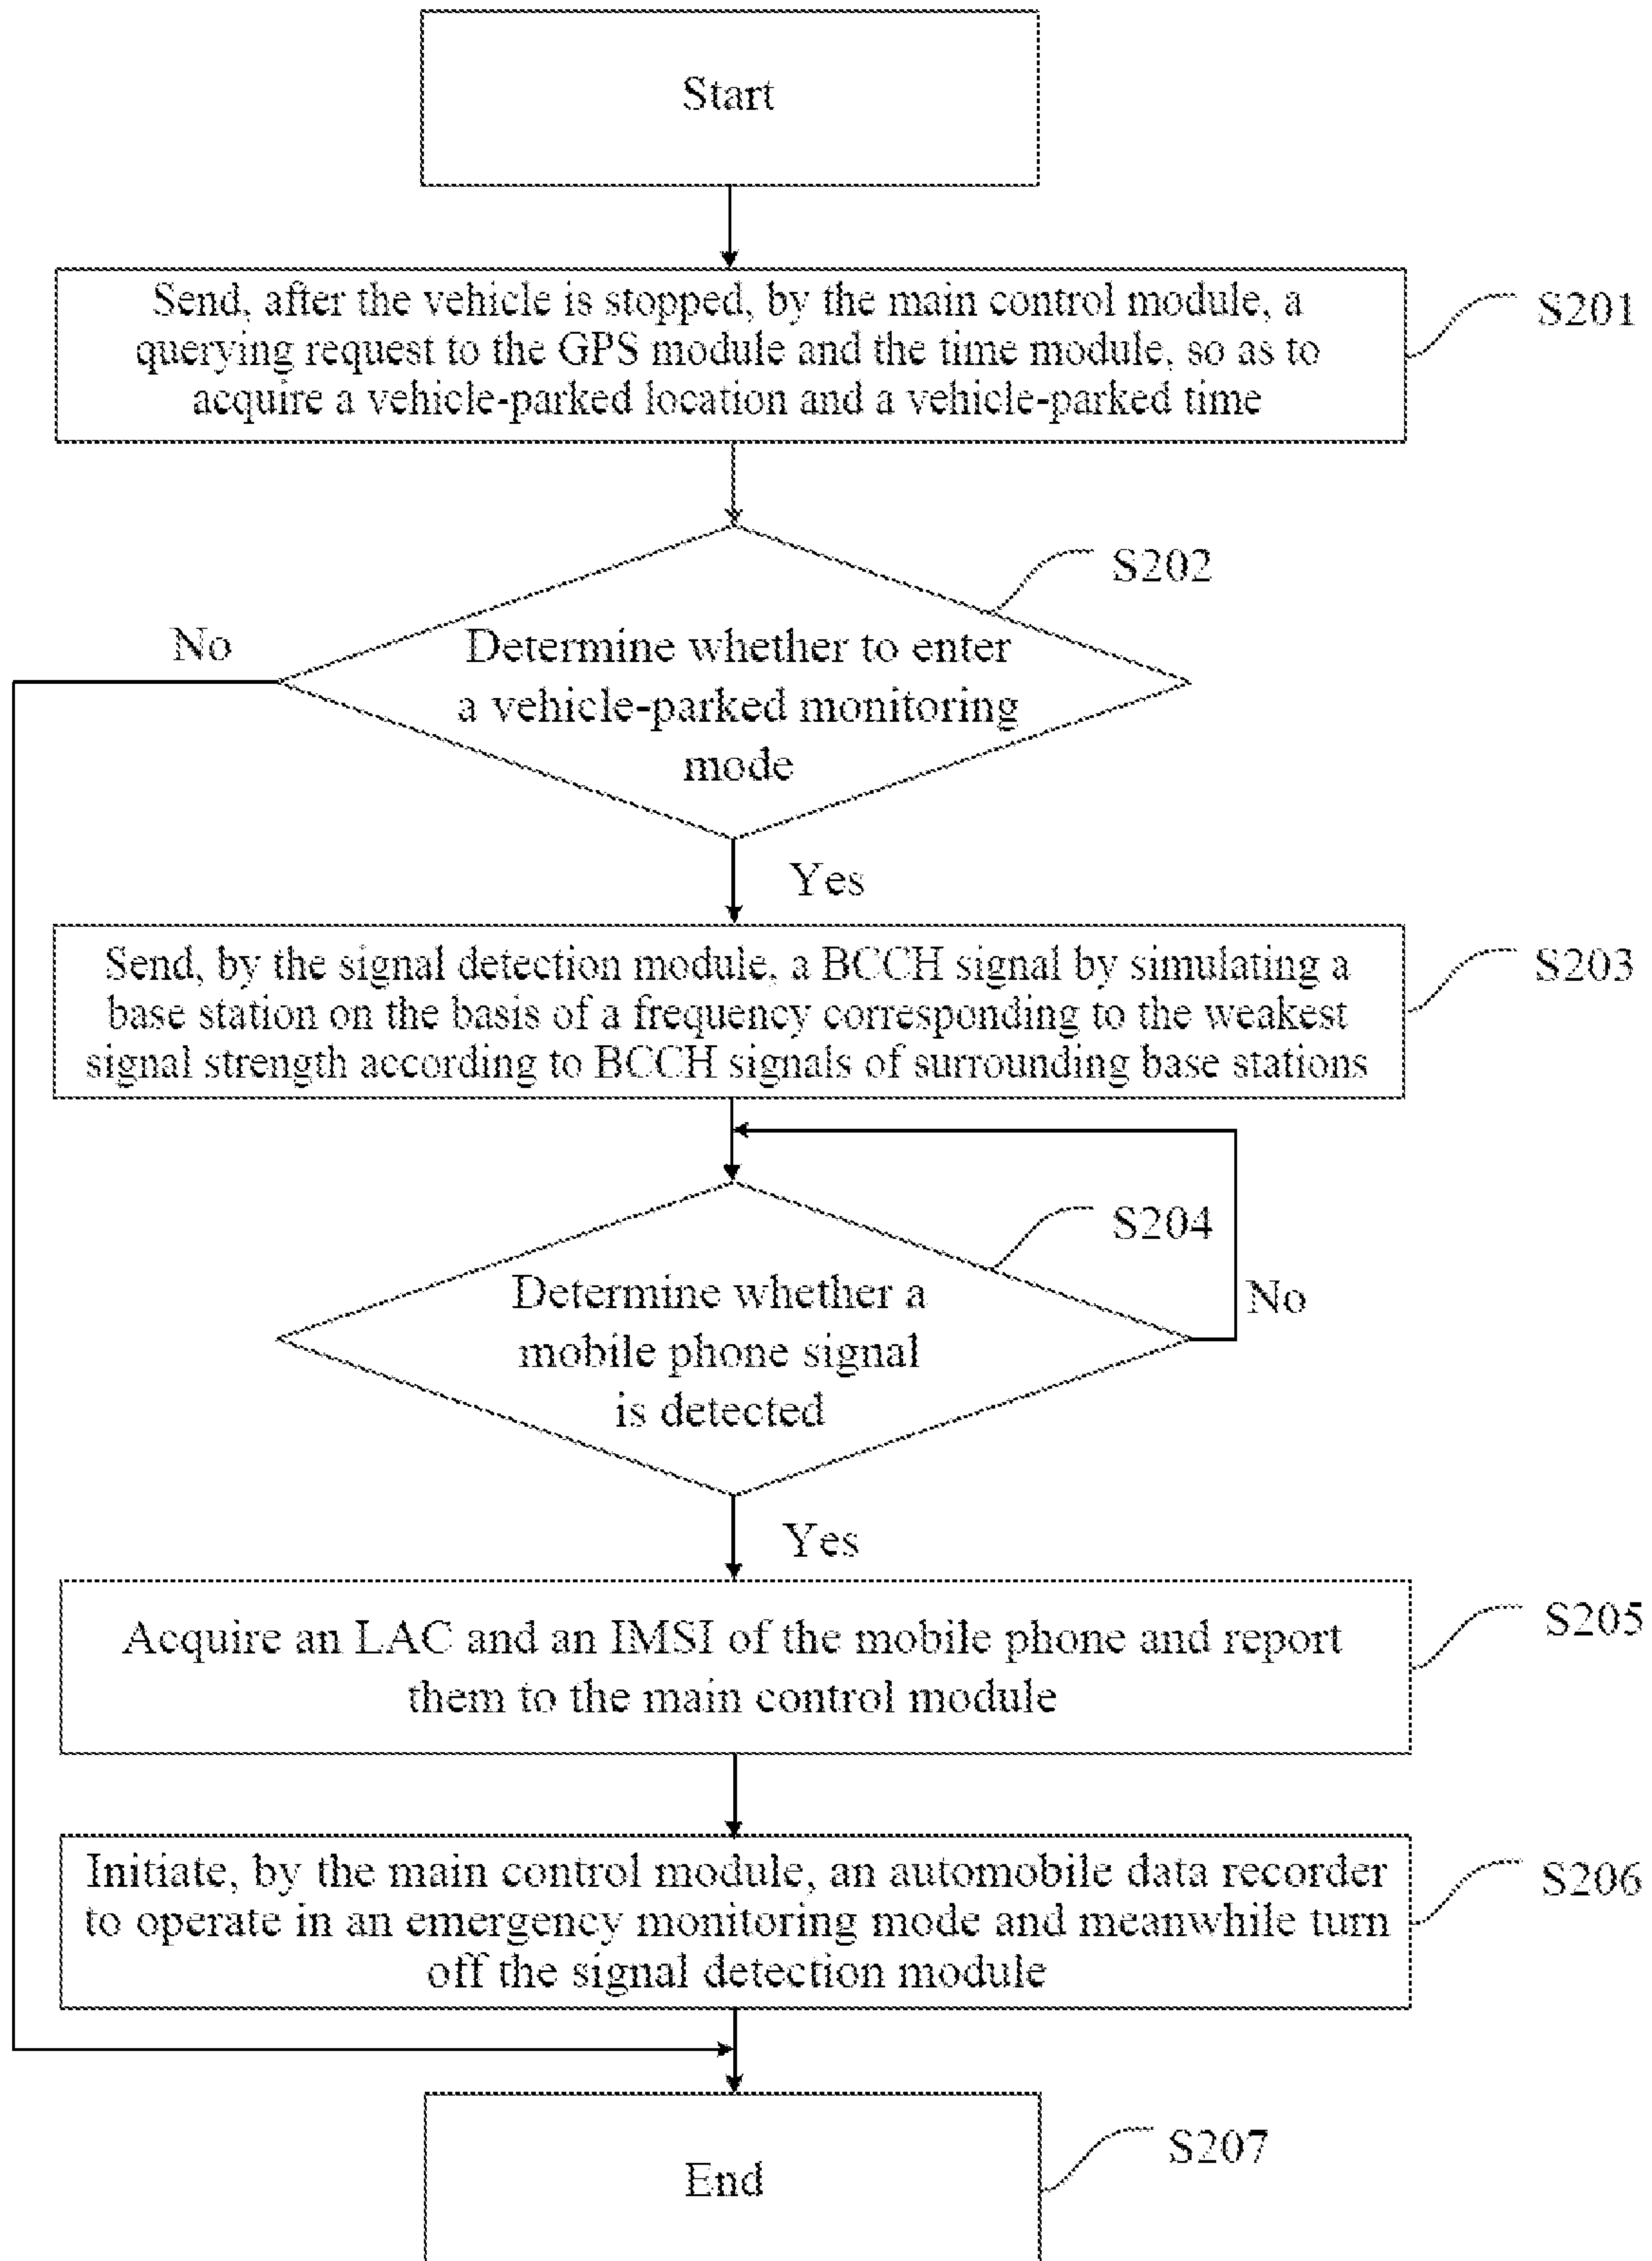 Start
Send, after the vehicle is stopped, by the main control module, a
querying request to the GPS module and the time module, so as to
acquire a vehicle-parked location and a vehicle-parked time
S201
S202
No
Determine whether to enter
a vehicle-parked monitoring
mode
Yes
Send, by the signal detection module, a BCCH signal by simulating a
base station on the basis of a frequency corresponding to the weakest
signal strength according to BCCH signals of surrounding base stations
S203
S204
Determine whether a
mobile phone signal
is detected
No
Yes
Acquire an LAC and an IMSI of the mobile phone and report
them to the main control module
S205
Initiate, by the main control module, an automobile data recorder
to operate in an emergency monitoring mode and meanwhile turn
off the signal detection module
S206
End
S207